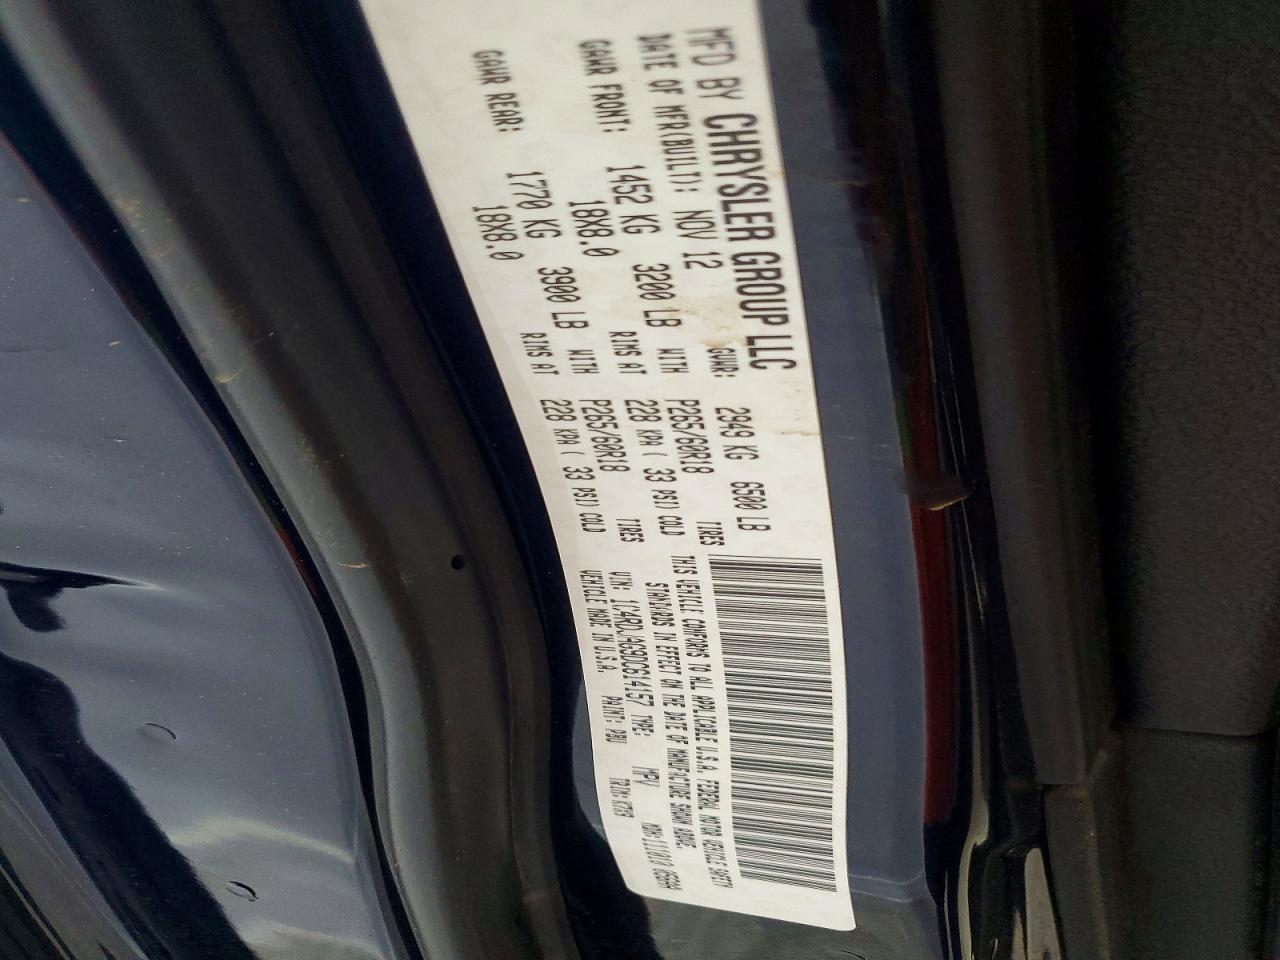 MFD BY CHRYSLER GROUP LLC
DATE OF MFR(BUILT): NOV 12 GVWR: 2949 KG 6500 LB
GAWR FRONT: 1452 KG 3200 LB WITH P265/60R18 TIRES
18X8.0 RIMS AT 228 KPA ( 33 PSI) COLD
GAWR REAR: 1770 KG 3900 LB WITH P265/60R18 TIRES
18X8.0 RIMS AT 228 KPA ( 33 PSI) COLD
THIS VEHICLE CONFORMS TO ALL APPLICABLE U.S.A. FEDERAL MOTOR VEHICLE SAFETY
STANDARDS IN EFFECT ON THE DATE OF MANUFACTURE SHOWN ABOVE.
VIN: 1C4RDJAG9DC614157 TYPE: MPV
VEHICLE MADE IN U.S.A. PAINT: PBU TRIM: